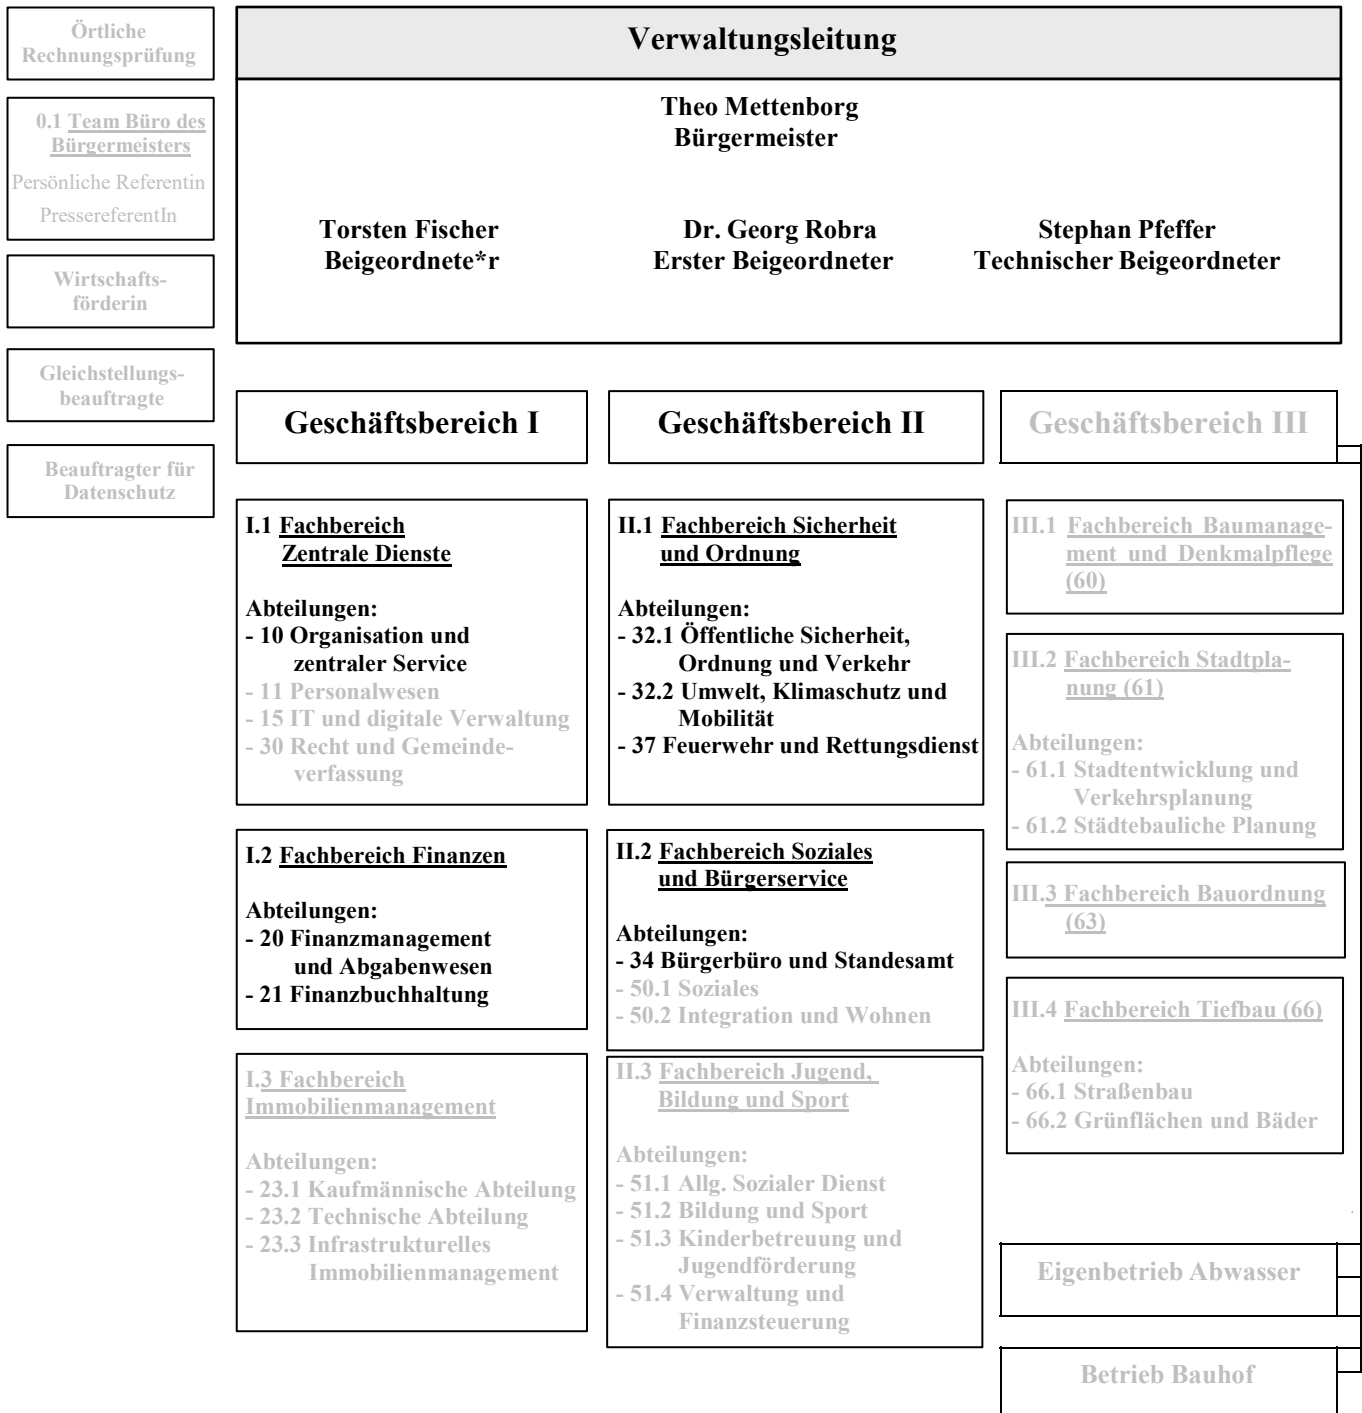 Örtliche
Rechnungsprüfung
0.1 Team Büro des
Bürgermeisters
Persönliche Referentin
PressereferentIn
Wirtschafts-
förderin
Gleichstellungs-
beauftragte
Beauftragter für
Datenschutz
Verwaltungsleitung
Theo Mettenborg
Bürgermeister
Torsten Fischer
Beigeordnete*r
Dr. Georg Robra
Erster Beigeordneter
Stephan Pfeffer
Technischer Beigeordneter
Geschäftsbereich I
I.1 Fachbereich
Zentrale Dienste
Abteilungen:
- 10 Organisation und
zentraler Service
- 11 Personalwesen
- 15 IT und digitale Verwaltung
- 30 Recht und Gemeinde-
verfassung
I.2 Fachbereich Finanzen
Abteilungen:
- 20 Finanzmanagement
und Abgabenwesen
- 21 Finanzbuchhaltung
I.3 Fachbereich
Immobilienmanagement
Abteilungen:
- 23.1 Kaufmännische Abteilung
- 23.2 Technische Abteilung
- 23.3 Infrastrukturelles
Immobilienmanagement
Geschäftsbereich II
II.1 Fachbereich Sicherheit
und Ordnung
Abteilungen:
- 32.1 Öffentliche Sicherheit,
Ordnung und Verkehr
- 32.2 Umwelt, Klimaschutz und
Mobilität
- 37 Feuerwehr und Rettungsdienst
II.2 Fachbereich Soziales
und Bürgerservice
Abteilungen:
- 34 Bürgerbüro und Standesamt
- 50.1 Soziales
- 50.2 Integration und Wohnen
II.3 Fachbereich Jugend,
Bildung und Sport
Abteilungen:
- 51.1 Allg. Sozialer Dienst
- 51.2 Bildung und Sport
- 51.3 Kinderbetreuung und
Jugendförderung
- 51.4 Verwaltung und
Finanzsteuerung
Geschäftsbereich III
III.1 Fachbereich Baumanage-
ment und Denkmalpflege
(60)
III.2 Fachbereich Stadtpla-
nung (61)
Abteilungen:
- 61.1 Stadtentwicklung und
Verkehrsplanung
- 61.2 Städtebauliche Planung
III.3 Fachbereich Bauordnung
(63)
III.4 Fachbereich Tiefbau (66)
Abteilungen:
- 66.1 Straßenbau
- 66.2 Grünflächen und Bäder
Eigenbetrieb Abwasser
Betrieb Bauhof